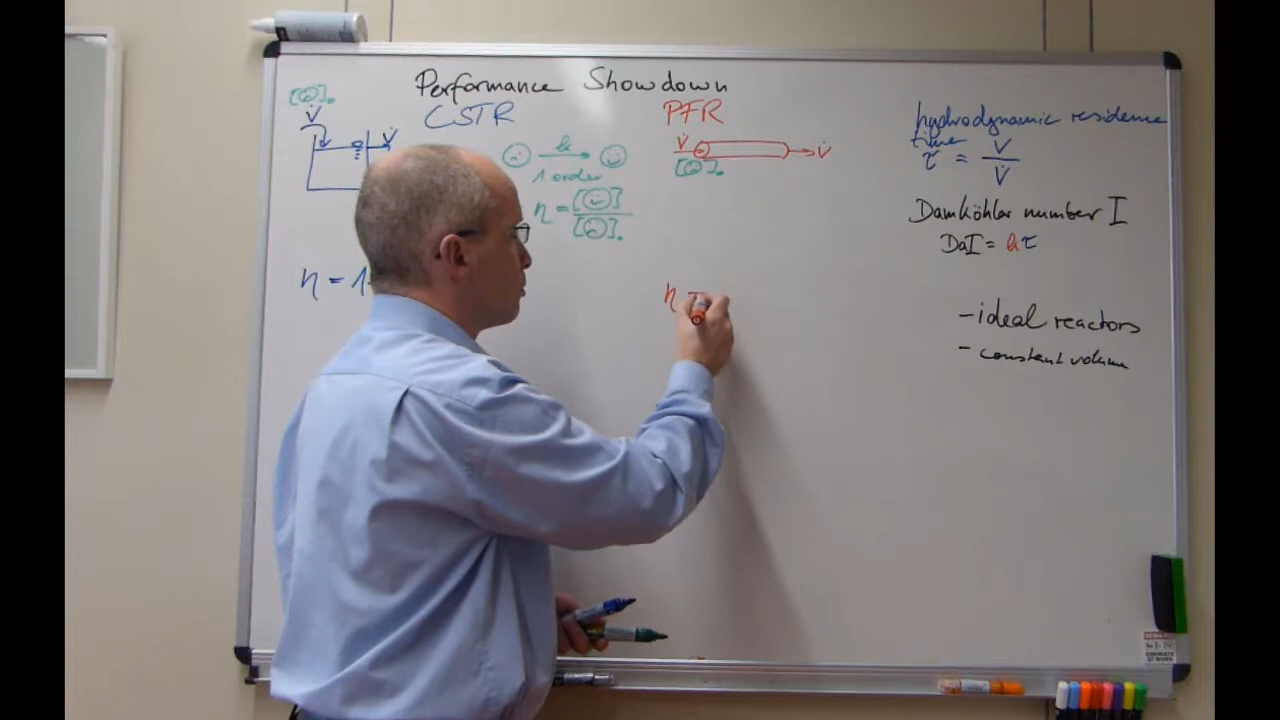 Performance Showdown
CSTR
PFR
[☹]₀
V̇
V̇
η = 1
☹ k → ☺
1 order
η = [☺] / [☹]₀
V̇
V̇
[☹]₀
η =
hydrodynamic residence
time
τ = V / V̇
Damköhler number I
DaI = kτ
- ideal reactors
- constant volume